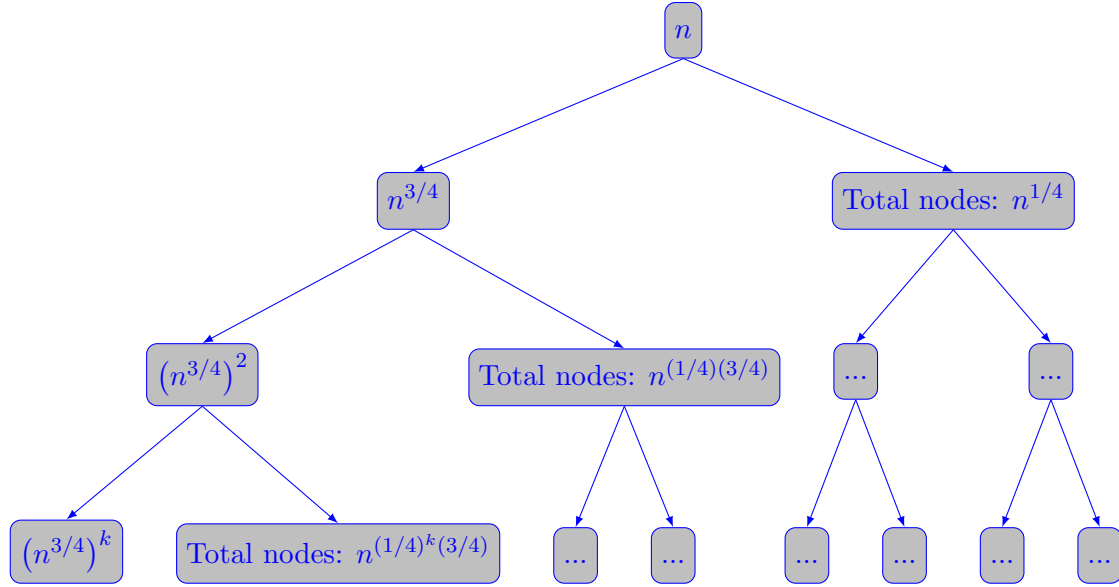 n
n^{3/4}
Total nodes: n^{1/4}
(n^{3/4})^2
Total nodes: n^{(1/4)(3/4)}
...
...
(n^{3/4})^k
Total nodes: n^{(1/4)^k(3/4)}
...
...
...
...
...
...